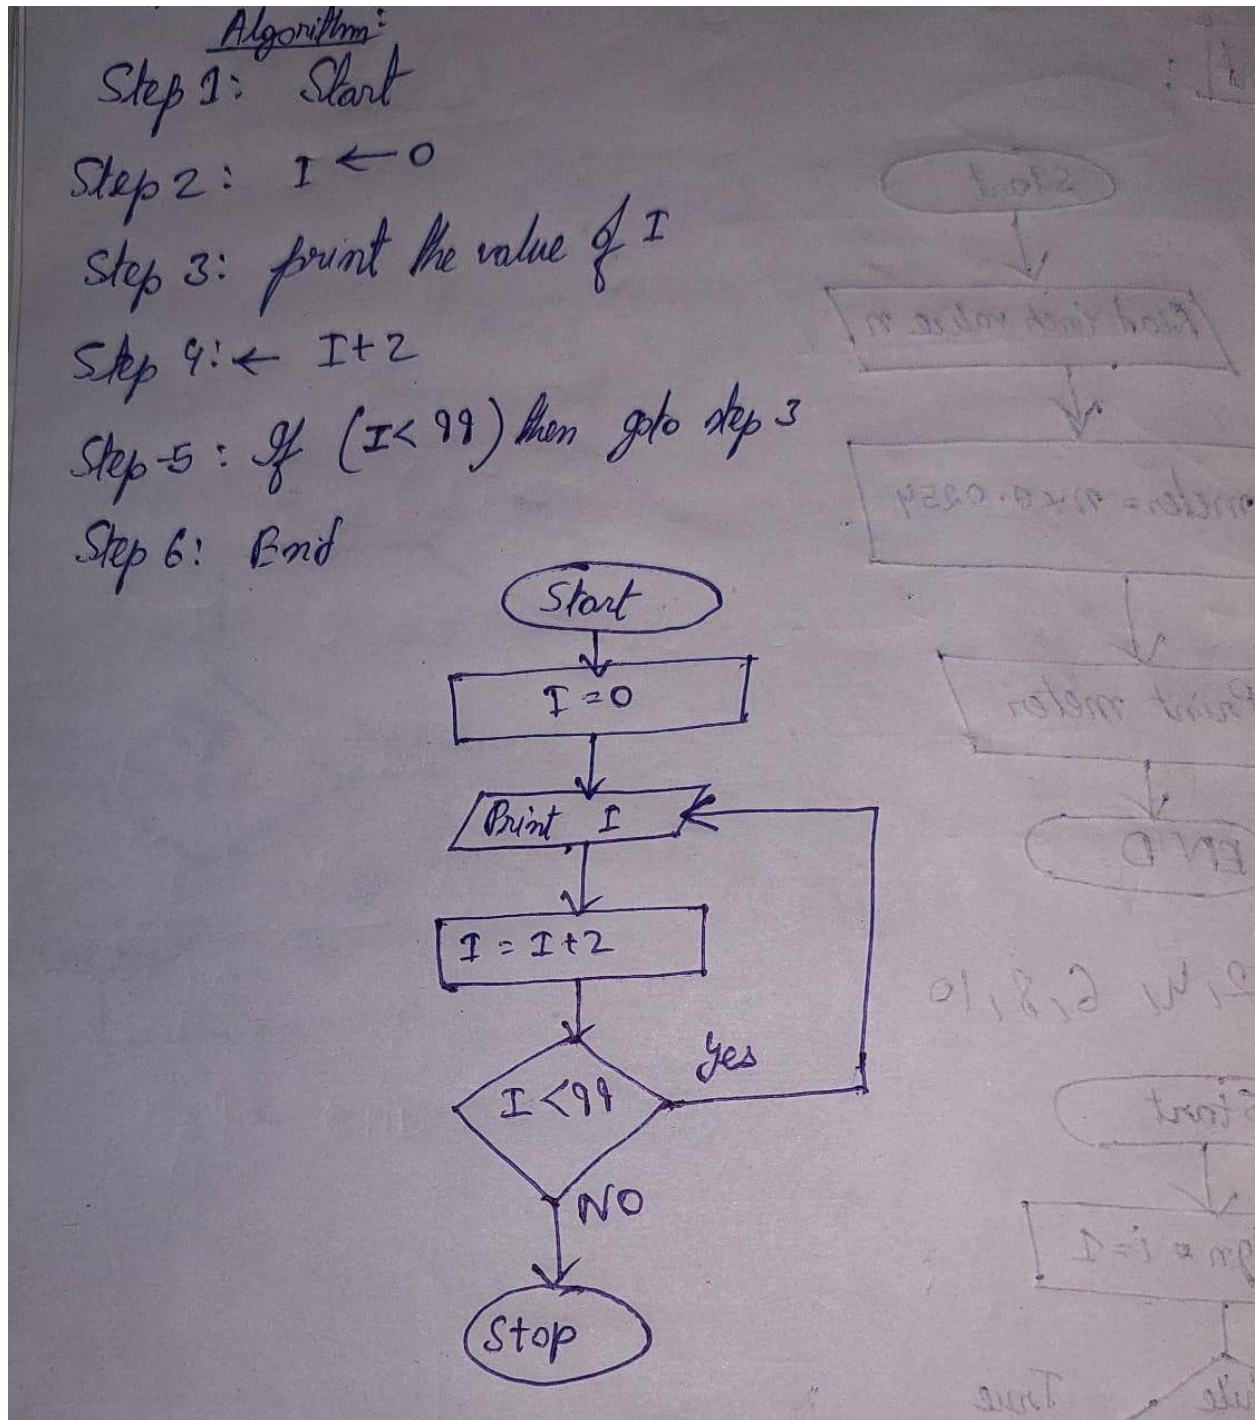 Algorithm:
Step 1: Start
Step 2: I ← 0
Step 3: print the value of I
Step 4: ← I+2
Step-5: If (I< 99) then goto step 3
Step 6: End
Start
I = 0
Print I
I = I+2
I <99
Yes
NO
Stop